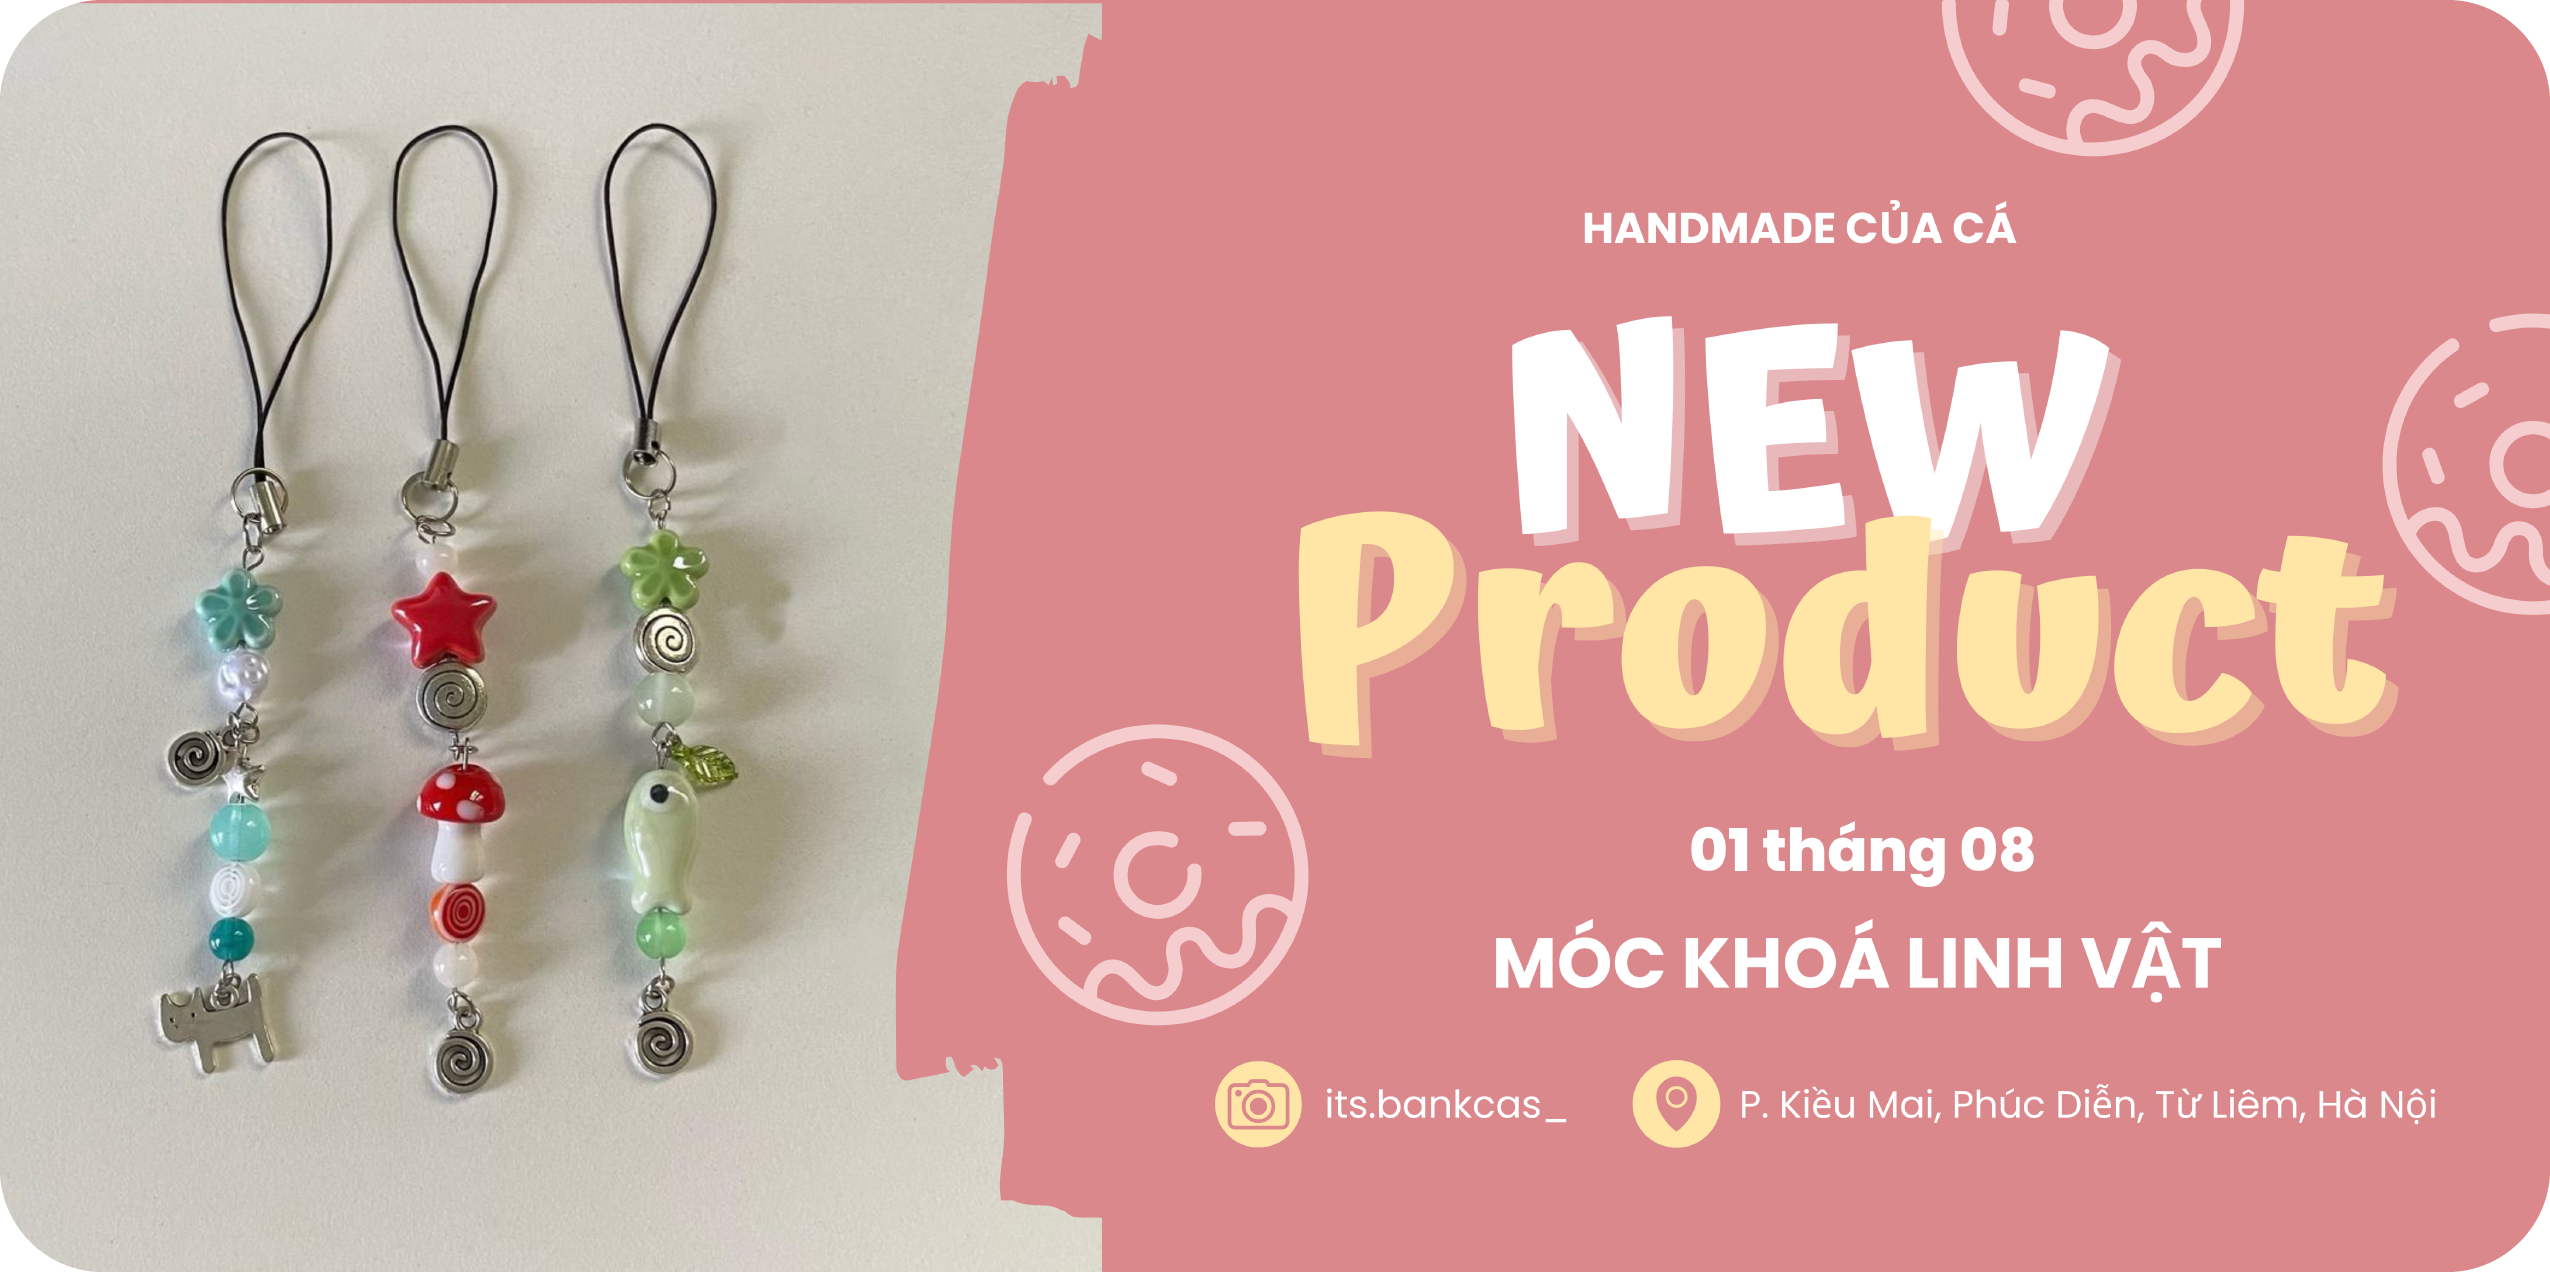 HANDMADE CỦA CÁ
NEW
Product
01 tháng 08
MÓC KHOÁ LINH VẬT
its.bankcas_
P. Kiều Mai, Phúc Diễn, Từ Liêm, Hà Nội